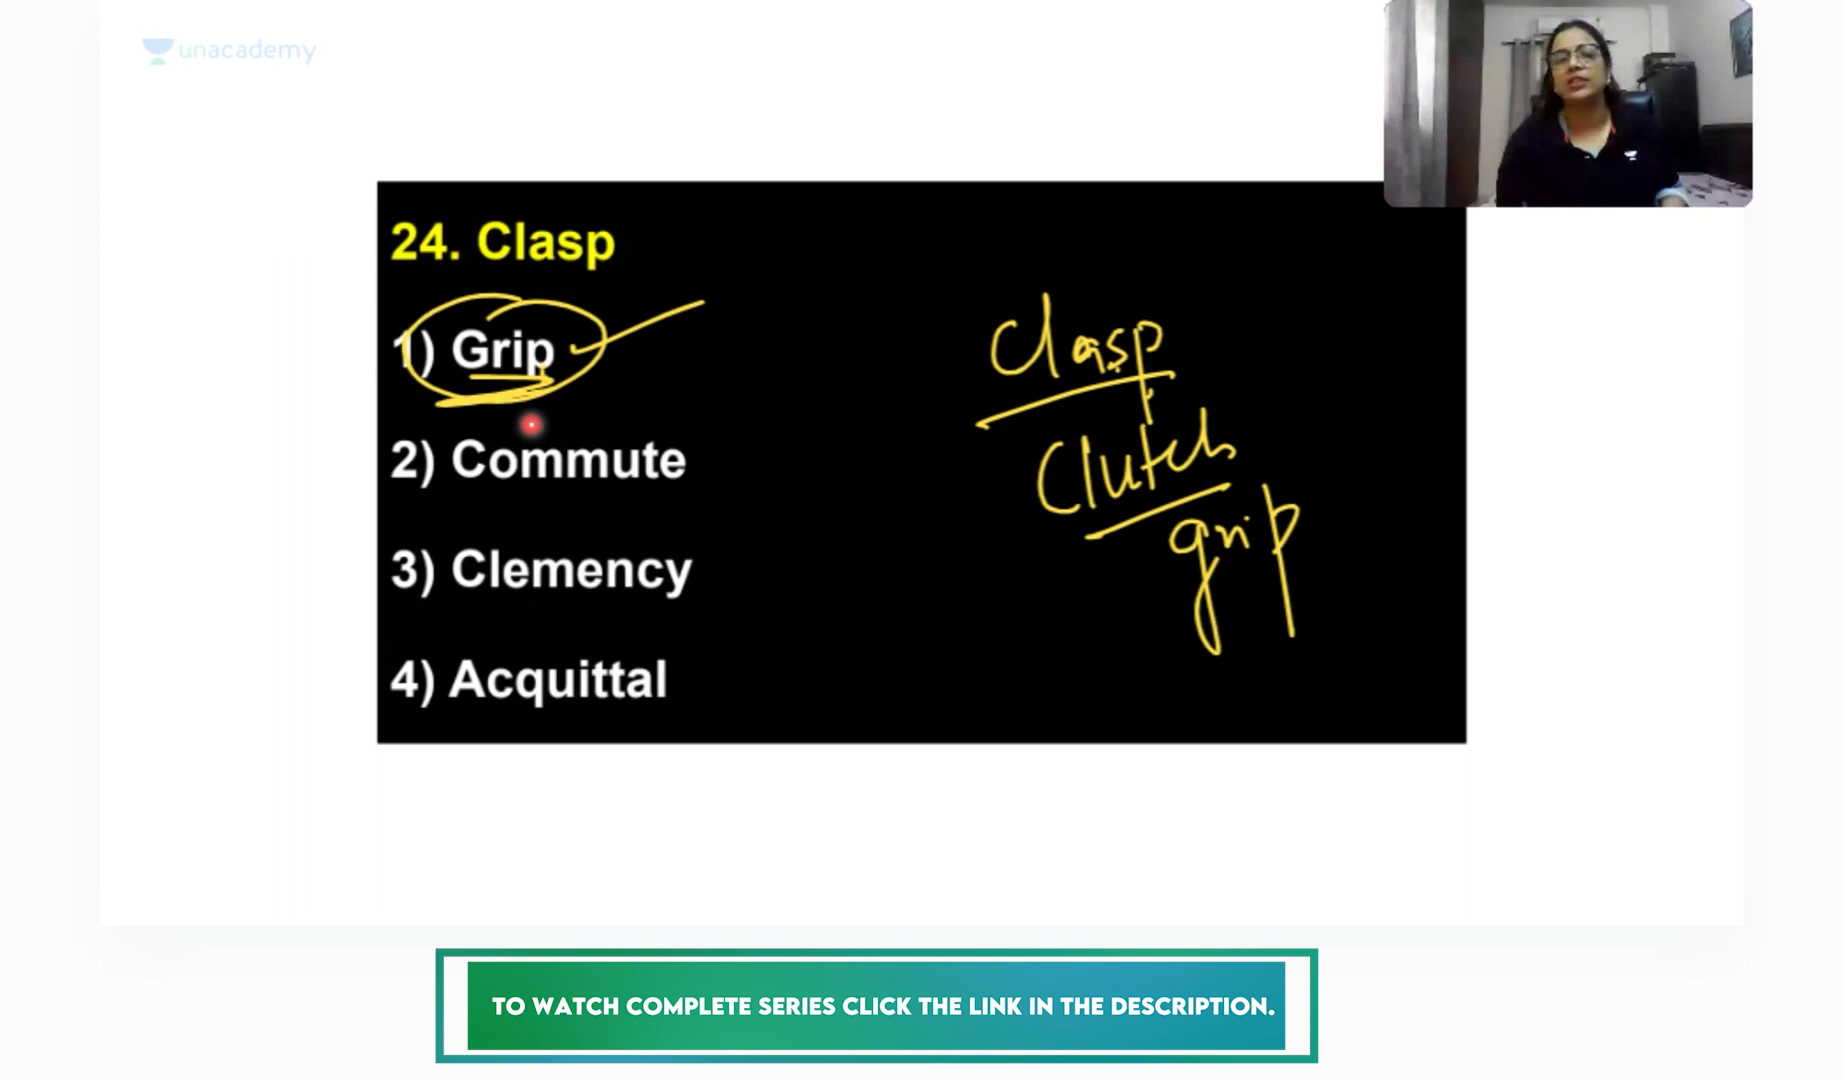 unacademy
24. Clasp
1) Grip
2) Commute
3) Clemency
4) Acquittal
Clasp
Clutch
grip
TO WATCH COMPLETE SERIES CLICK THE LINK IN THE DESCRIPTION.